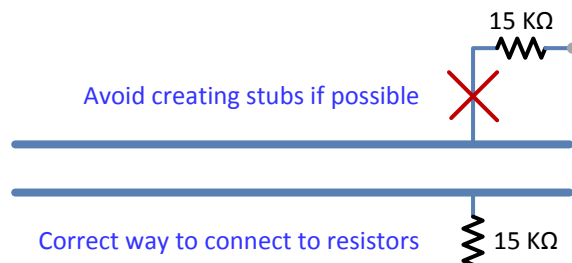 15 KΩ
Avoid creating stubs if possible
Correct way to connect to resistors
15 KΩ